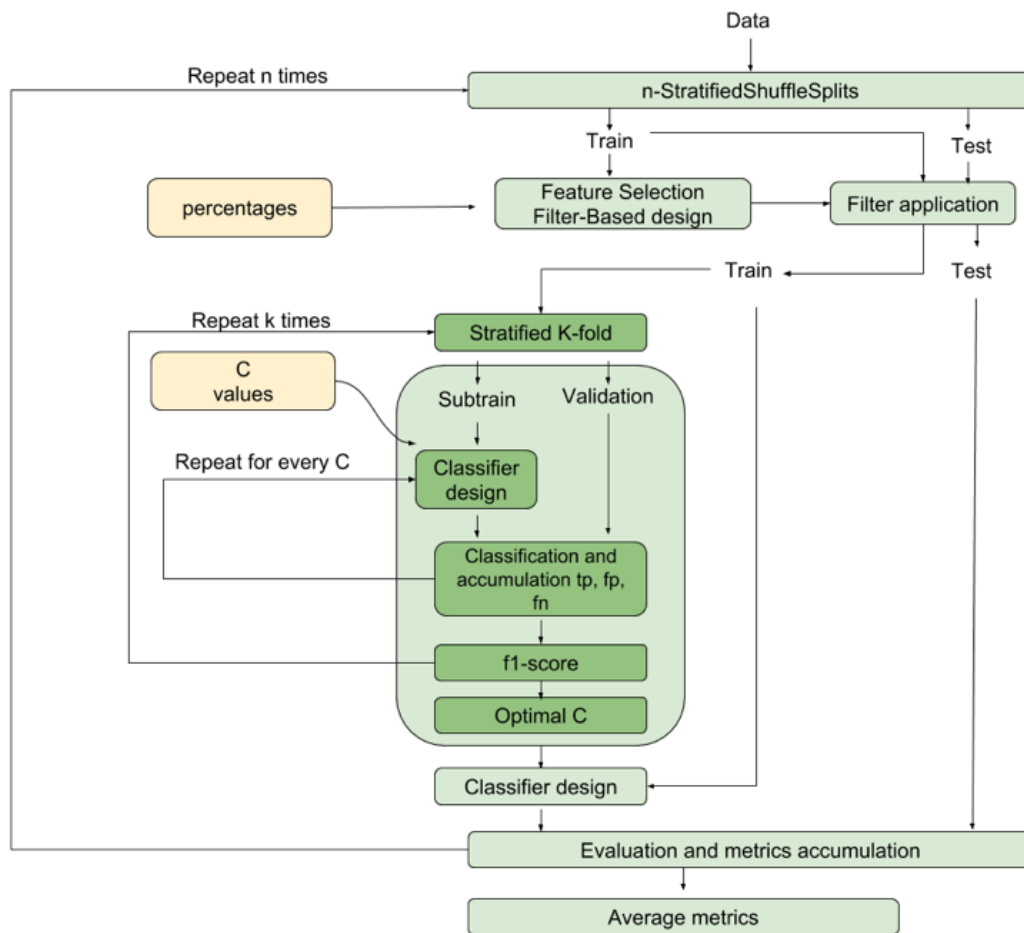 Data
Repeat n times
n-StratifiedShuffleSplits
Train
Test
percentages
Feature Selection
Filter-Based design
Filter application
Train
Test
Repeat k times
Stratified K-fold
C
values
Subtrain
Validation
Repeat for every C
Classifier
design
Classification and
accumulation tp, fp,
fn
f1-score
Optimal C
Classifier design
Evaluation and metrics accumulation
Average metrics